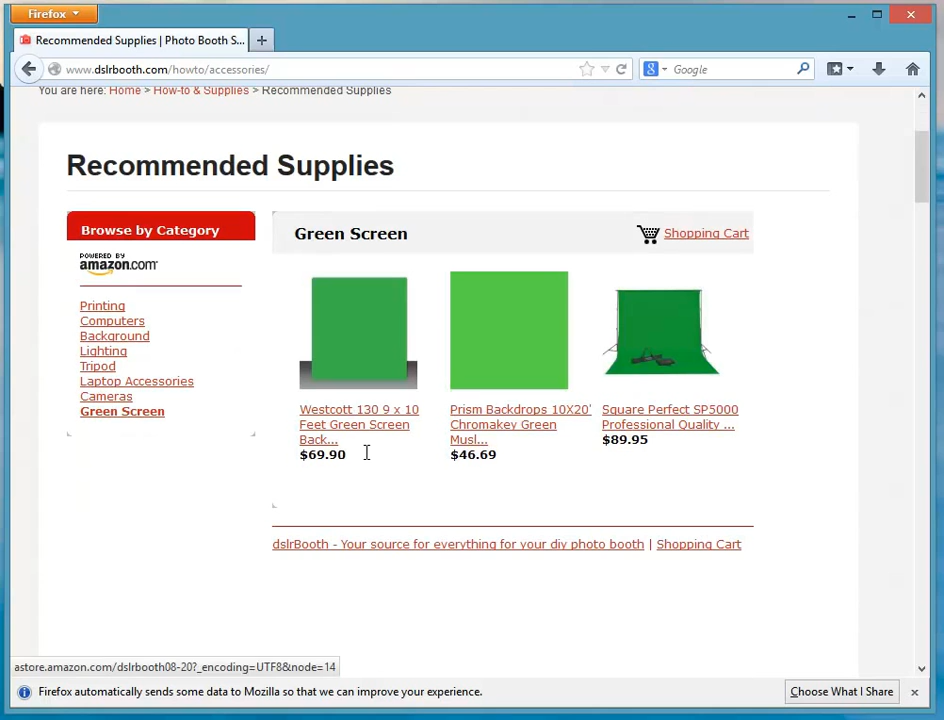 Firefox
Recommended Supplies | Photo Booth S...
www.dslrbooth.com/howto/accessories/
Google
You are here: Home > How-to & Supplies > Recommended Supplies
Recommended Supplies
Browse by Category
POWERED BY
amazon.com
Printing
Computers
Background
Lighting
Tripod
Laptop Accessories
Cameras
Green Screen
Green Screen
Shopping Cart
Westcott 130 9 x 10
Feet Green Screen
Back...
$69.90
Prism Backdrops 10X20'
Chromakey Green
Musl...
$46.69
Square Perfect SP5000
Professional Quality ...
$89.95
dslrBooth - Your source for everything for your diy photo booth | Shopping Cart
astore.amazon.com/dslrbooth08-20?_encoding=UTF8&node=14
Firefox automatically sends some data to Mozilla so that we can improve your experience.
Choose What I Share